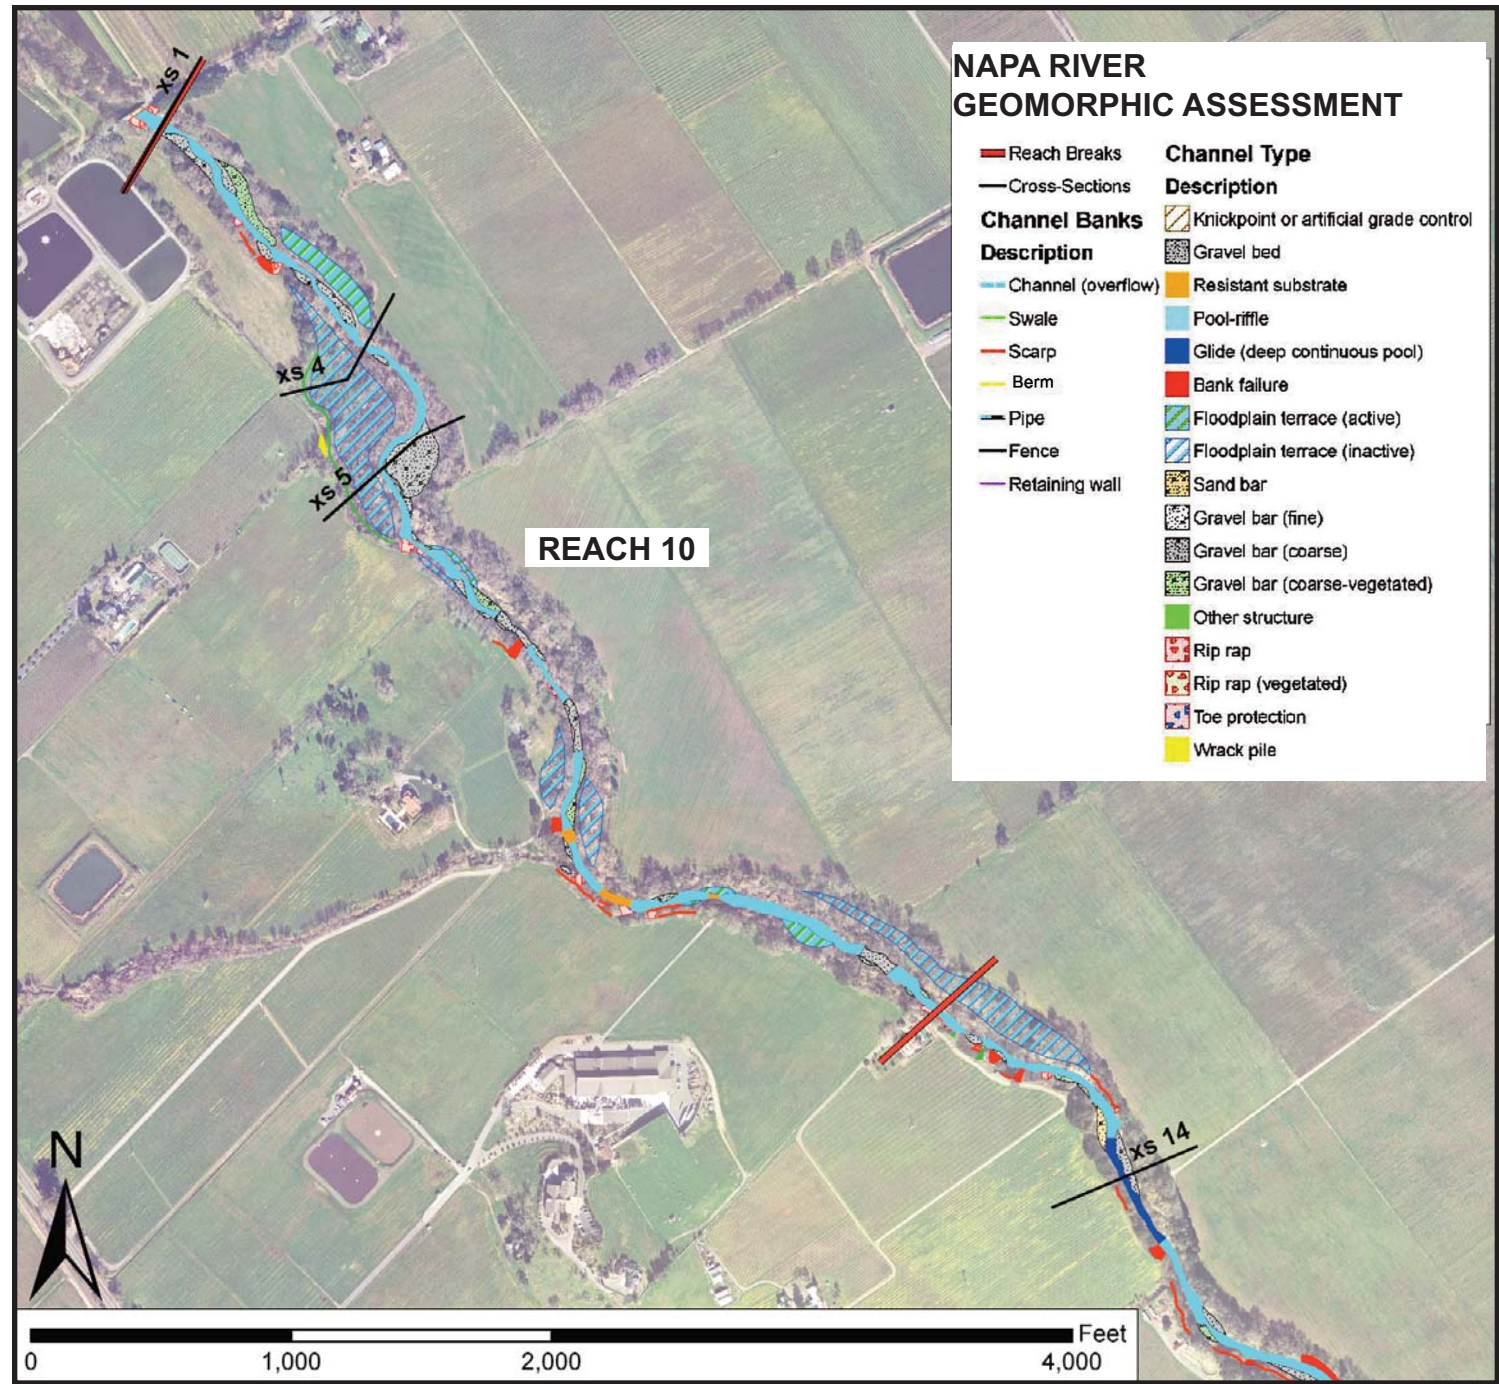 NAPA RIVER
GEOMORPHIC ASSESSMENT
Reach Breaks
Cross-Sections
Channel Banks
Description
Channel (overflow)
Swale
Scarp
Berm
Pipe
Fence
Retaining wall
Channel Type
Description
Knickpoint or artificial grade control
Gravel bed
Resistant substrate
Pool-riffle
Glide (deep continuous pool)
Bank failure
Floodplain terrace (active)
Floodplain terrace (inactive)
Sand bar
Gravel bar (fine)
Gravel bar (coarse)
Gravel bar (coarse-vegetated)
Other structure
Rip rap
Rip rap (vegetated)
Toe protection
Wrack pile
xs 1
xs 4
xs 5
REACH 10
xs 14
N
Feet
0 1,000 2,000 4,000